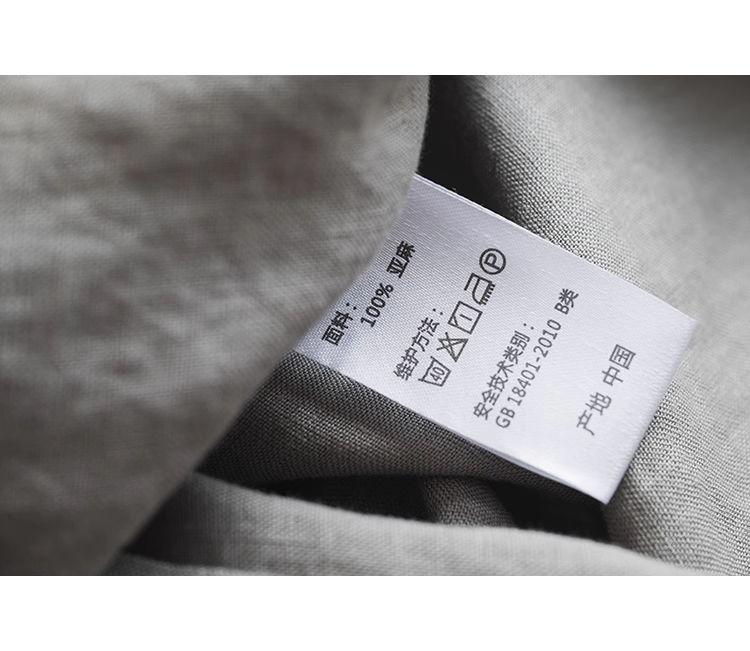 面料：
100% 亚麻
维护方法：
40 P
安全技术类别：
GB 18401-2010 B类
产地 中国